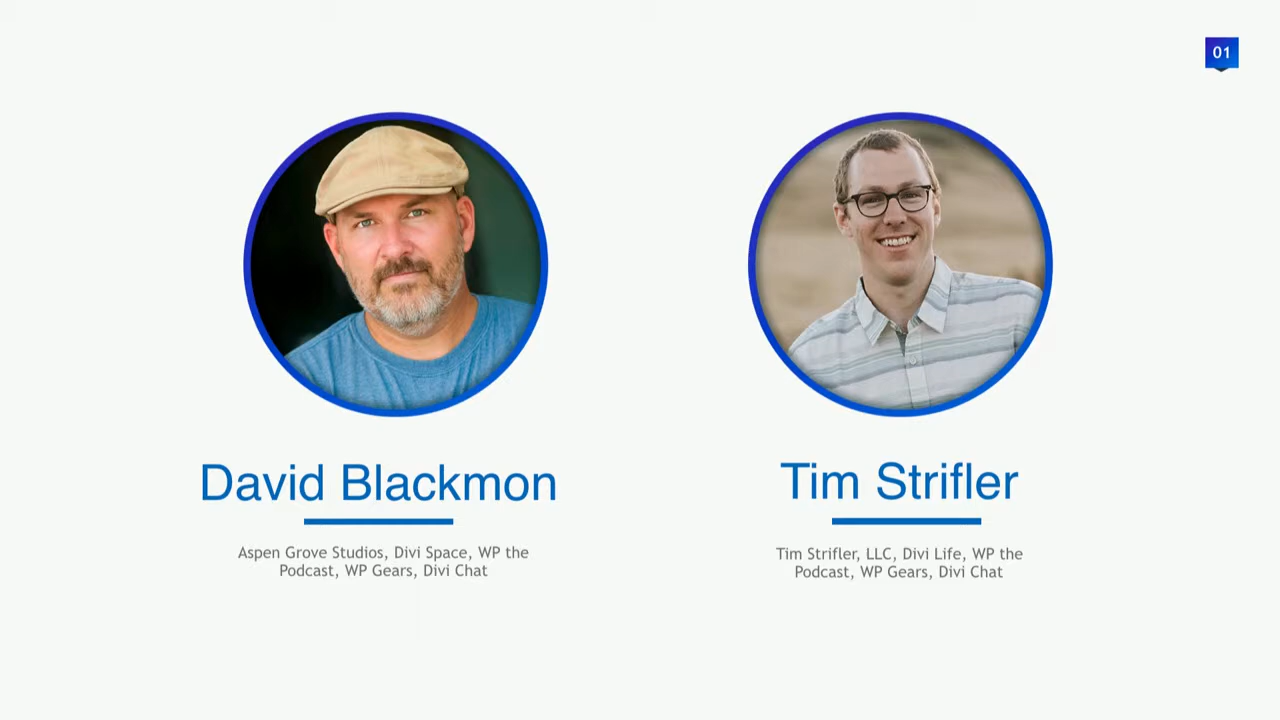 01
David Blackmon
Aspen Grove Studios, Divi Space, WP the
Podcast, WP Gears, Divi Chat
Tim Strifler
Tim Strifler, LLC, Divi Life, WP the
Podcast, WP Gears, Divi Chat